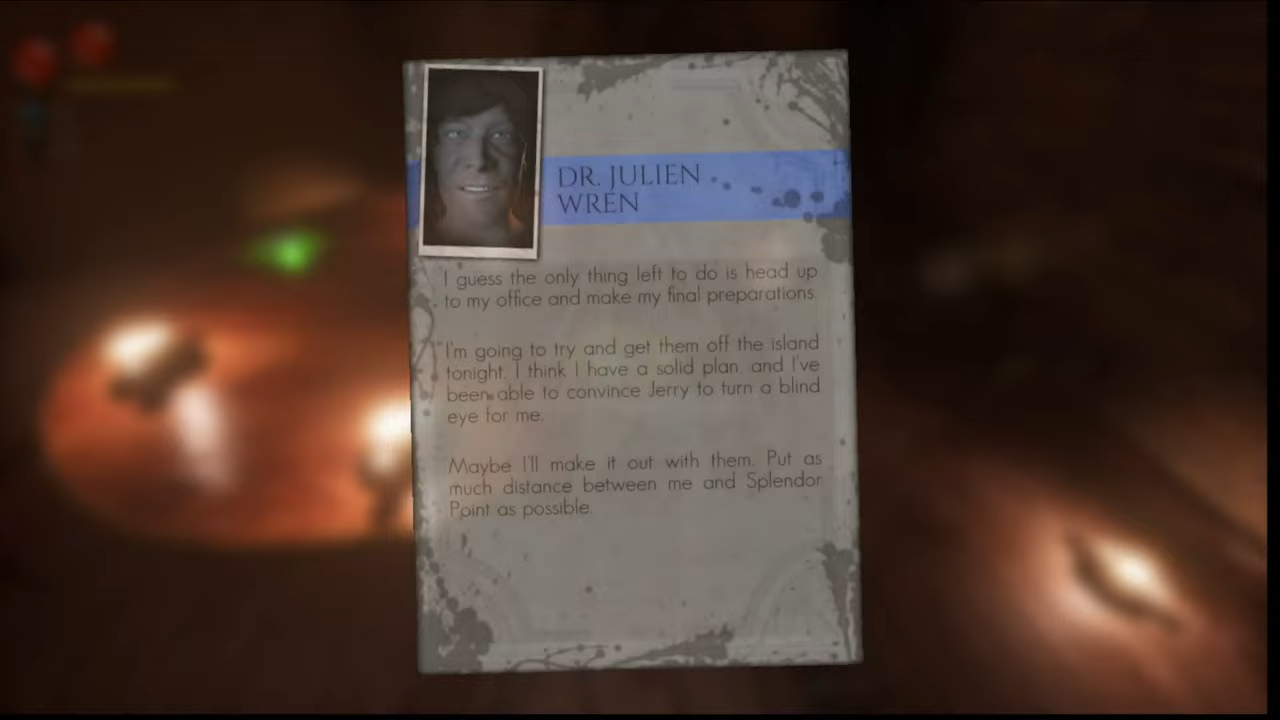 DR. JULIEN
WREN
I guess the only thing left to do is head up
to my office and make my final preparations.
I'm going to try and get them off the island
tonight. I think I have a solid plan, and I've
been able to convince Jerry to turn a blind
eye for me.
Maybe I'll make it out with them. Put as
much distance between me and Splendor
Point as possible.